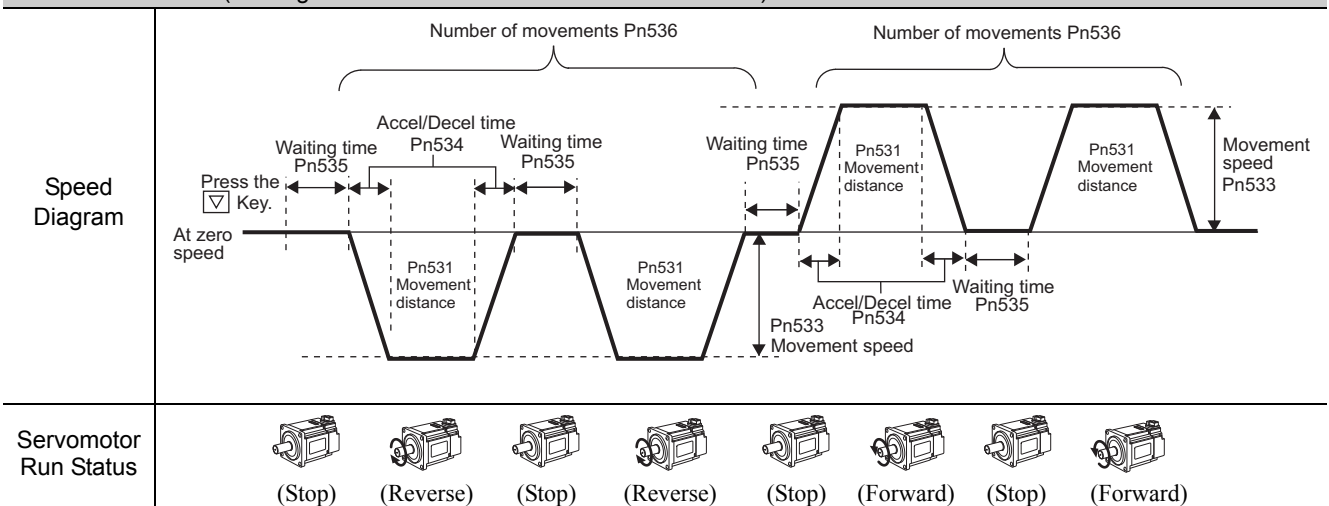 Number of movements Pn536
Number of movements Pn536
Accel/Decel time
Pn534
Waiting time
Pn535
Waiting time
Pn535
Waiting time
Pn535
Press the
▽ Key.
At zero
speed
Speed
Diagram
Pn531
Movement
distance
Pn531
Movement
distance
Pn531
Movement
distance
Pn531
Movement
distance
Movement
speed
Pn533
Accel/Decel time
Pn534
Waiting time
Pn535
Pn533
Movement speed
Servomotor
Run Status
(Stop) (Reverse) (Stop) (Reverse) (Stop) (Forward) (Stop) (Forward)